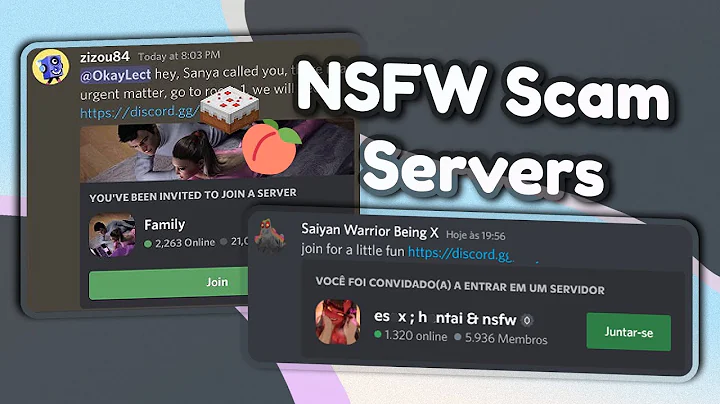 zizou84 Today at 8:03 PM
@OkayLect hey, Sanya called you,
urgent matter, go to we will
https://discord.gg/
NSFW Scam
Servers
YOU'VE BEEN INVITED TO JOIN A SERVER
Family
2,263 Online
Join
Saiyan Warrior Being X Hoje às 19:56
join for a little fun https://discord.gg
VOCÊ FOI CONVIDADO(A) A ENTRAR EM UM SERVIDOR
es x ; h ntai & nsfw
1.320 online 5.936 Membros
Juntar-se